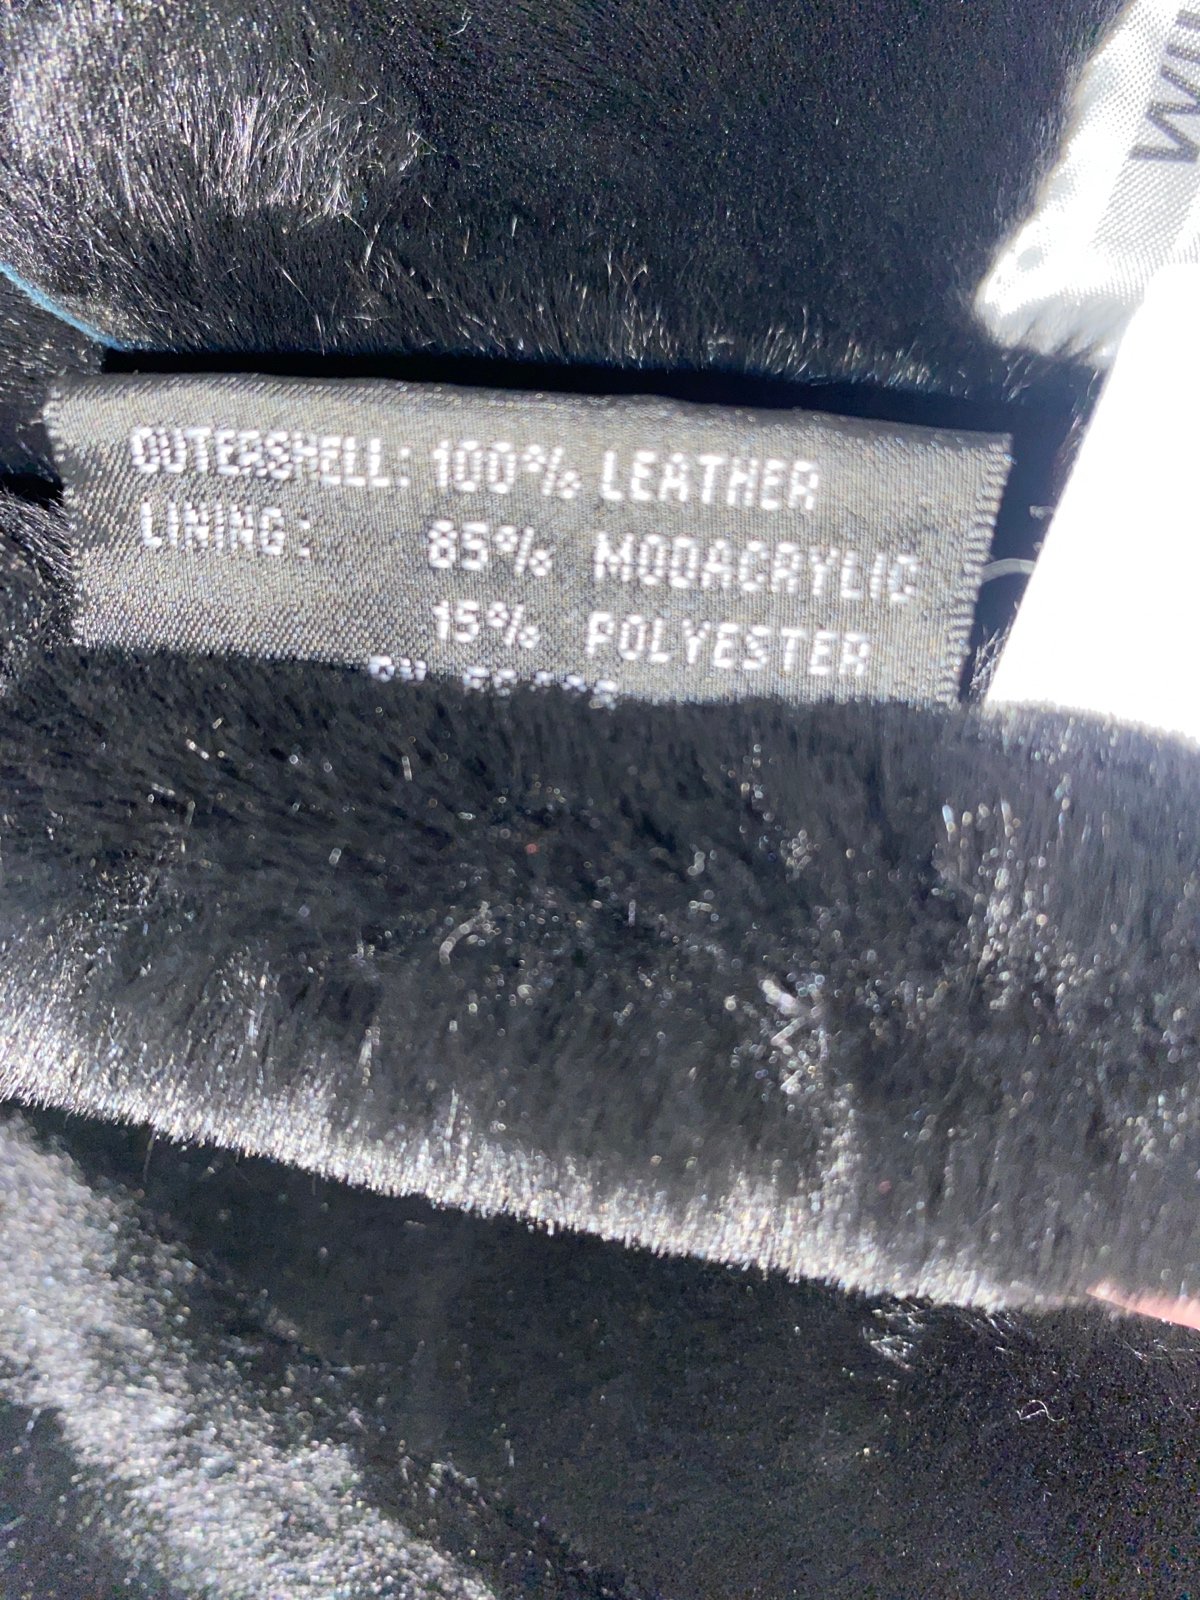 OUTERSHELL: 100% LEATHER
LINING: 85% MODACRYLIC
15% POLYESTER